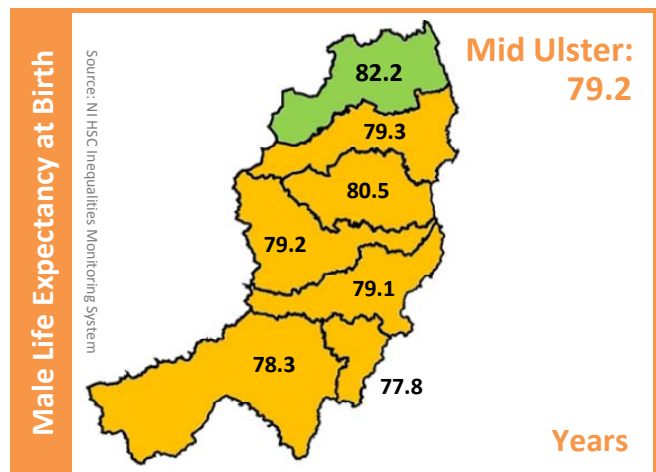 Male Life Expectancy at Birth
Source: NI HSC Inequalities Monitoring System
Mid Ulster:
79.2
82.2
79.3
80.5
79.2
79.1
78.3
77.8
Years